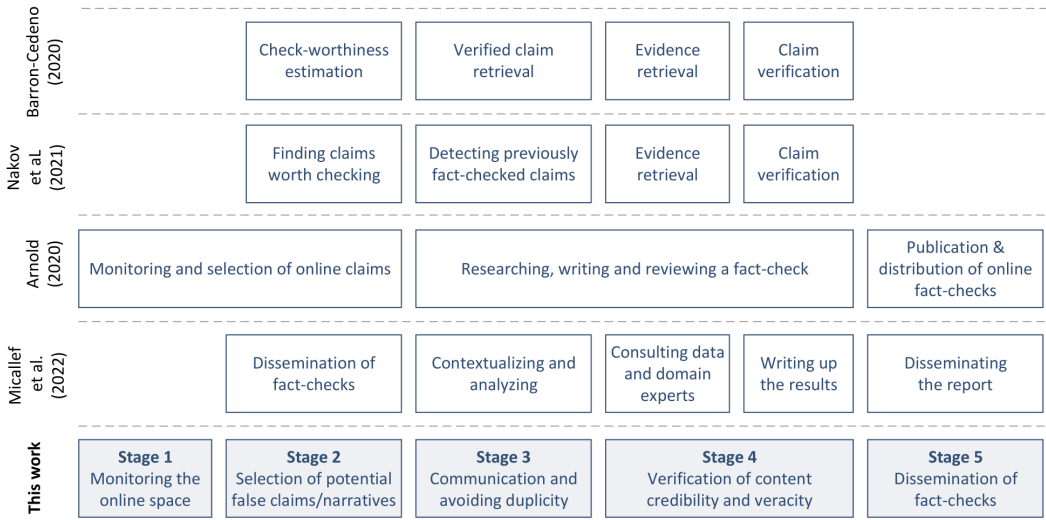 Barron-Cedeno
(2020)
Check-worthiness
estimation
Verified claim
retrieval
Evidence
retrieval
Claim
verification
Nakov
et al.
(2021)
Finding claims
worth checking
Detecting previously
fact-checked claims
Evidence
retrieval
Claim
verification
Arnold
(2020)
Monitoring and selection of online claims
Researching, writing and reviewing a fact-check
Publication &
distribution of online
fact-checks
Micallef
et al.
(2022)
Dissemination of
fact-checks
Contextualizing and
analyzing
Consulting data
and domain
experts
Writing up
the results
Disseminating
the report
This work
Stage 1
Monitoring the
online space
Stage 2
Selection of potential
false claims/narratives
Stage 3
Communication and
avoiding duplicity
Stage 4
Verification of content
credibility and veracity
Stage 5
Dissemination of
fact-checks